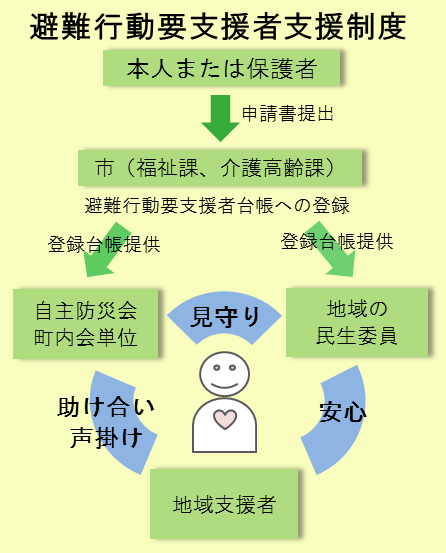 避難行動要支援者支援制度
本人または保護者
申請書提出
市（福祉課、介護高齢課）
避難行動要支援者台帳への登録
登録台帳提供
登録台帳提供
自主防災会
町内会単位
見守り
地域の
民生委員
助け合い
声掛け
安心
地域支援者